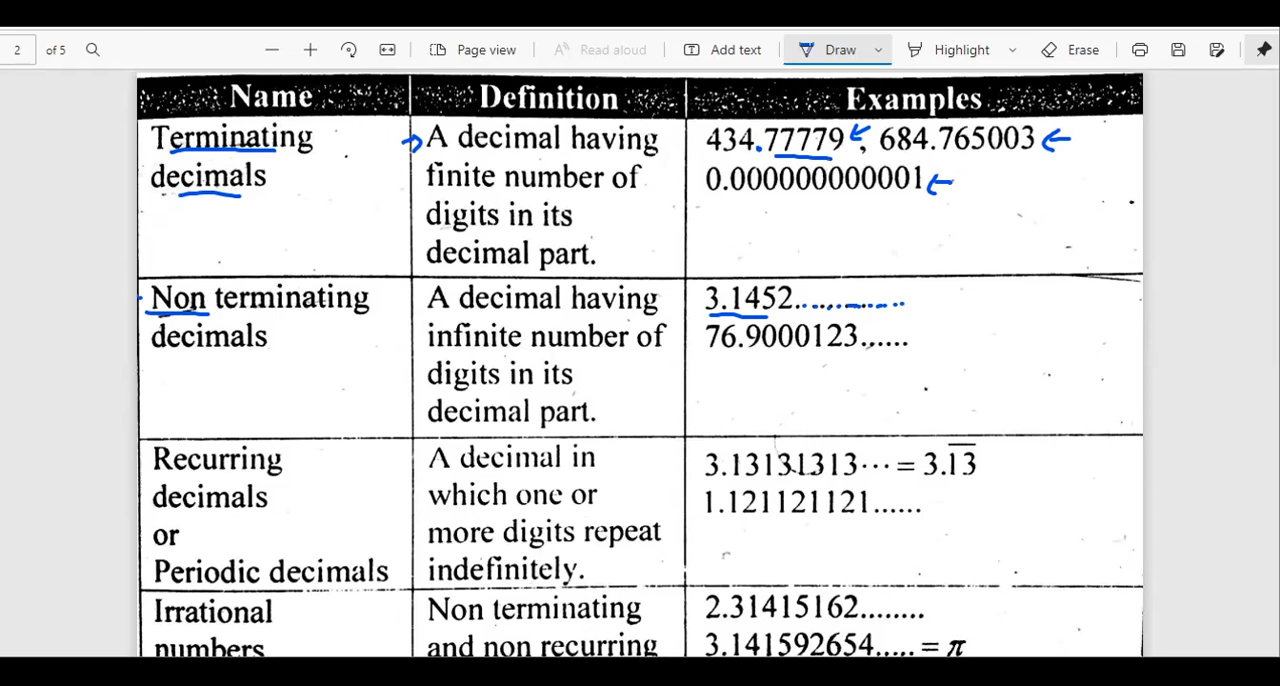 2 of 5 Page view Read aloud Add text Draw Highlight Erase
Name Definition Examples
Terminating A decimal having 434.77779, 684.765003
decimals finite number of 0.000000000001
digits in its
decimal part.
Non terminating A decimal having 3.1452............
decimals infinite number of 76.9000123......
digits in its
decimal part.
Recurring A decimal in 3.13131313··· = 3.1̅3̅
decimals which one or 1.121121121......
or more digits repeat
Periodic decimals indefinitely.
Irrational Non terminating 2.31415162........
numbers and non recurring 3.141592654..... = π